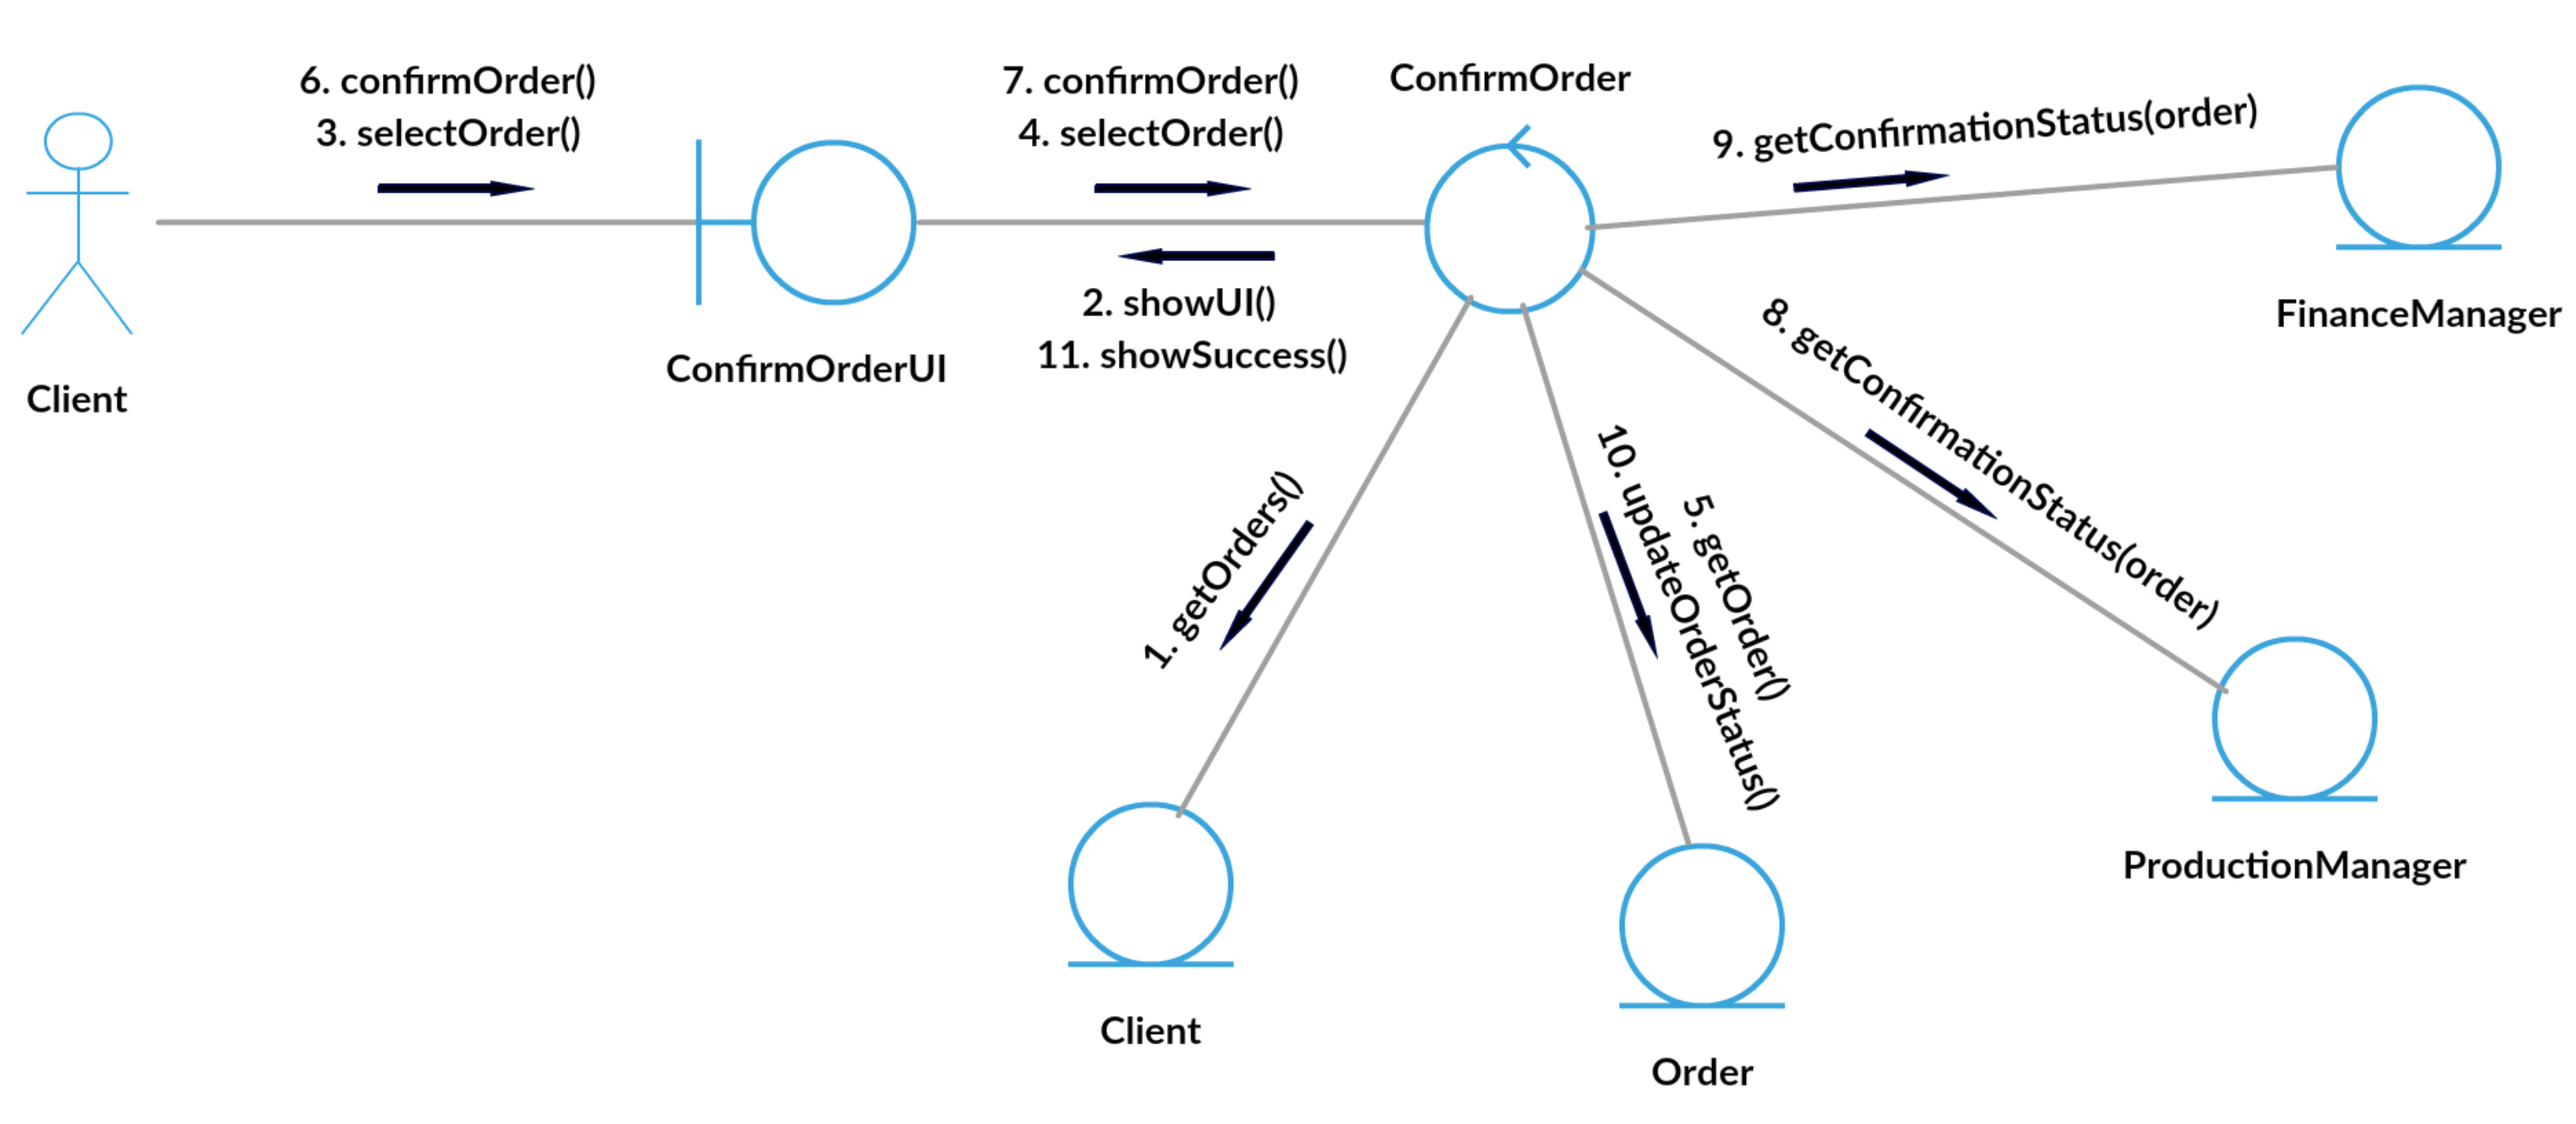 6. confirmOrder()
3. selectOrder()
7. confirmOrder()
4. selectOrder()
ConfirmOrder
9. getConfirmationStatus(order)
2. showUI()
11. showSuccess()
ConfirmOrderUI
Client
FinanceManager
8. getConfirmationStatus(order)
1. getOrders()
5. getOrder()
10. updateOrderStatus()
ProductionManager
Client
Order